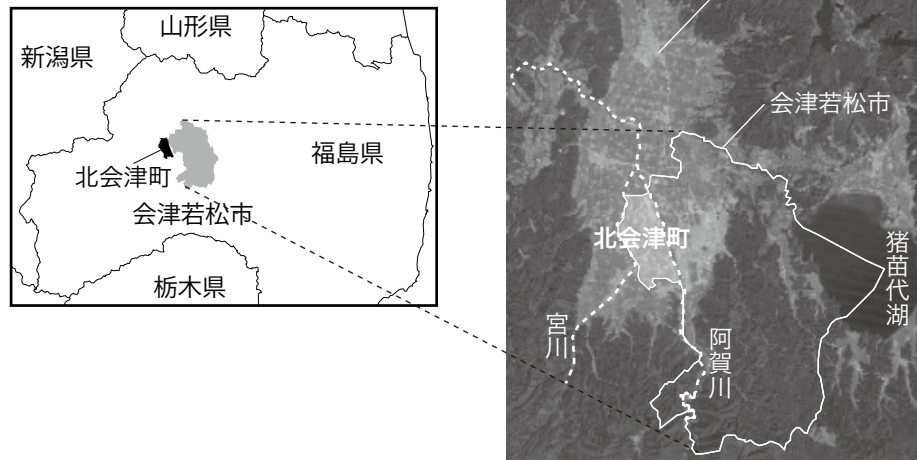 山形県
新潟県
福島県
北会津町
会津若松市
栃木県
会津若松市
北会津町
猪苗代湖
宮川
阿賀川